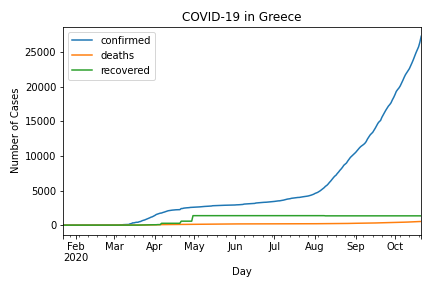 COVID-19 in Greece
confirmed
deaths
recovered
Number of Cases
25000
20000
15000
10000
5000
0
Feb Mar Apr May Jun Jul Aug Sep Oct
2020
Day